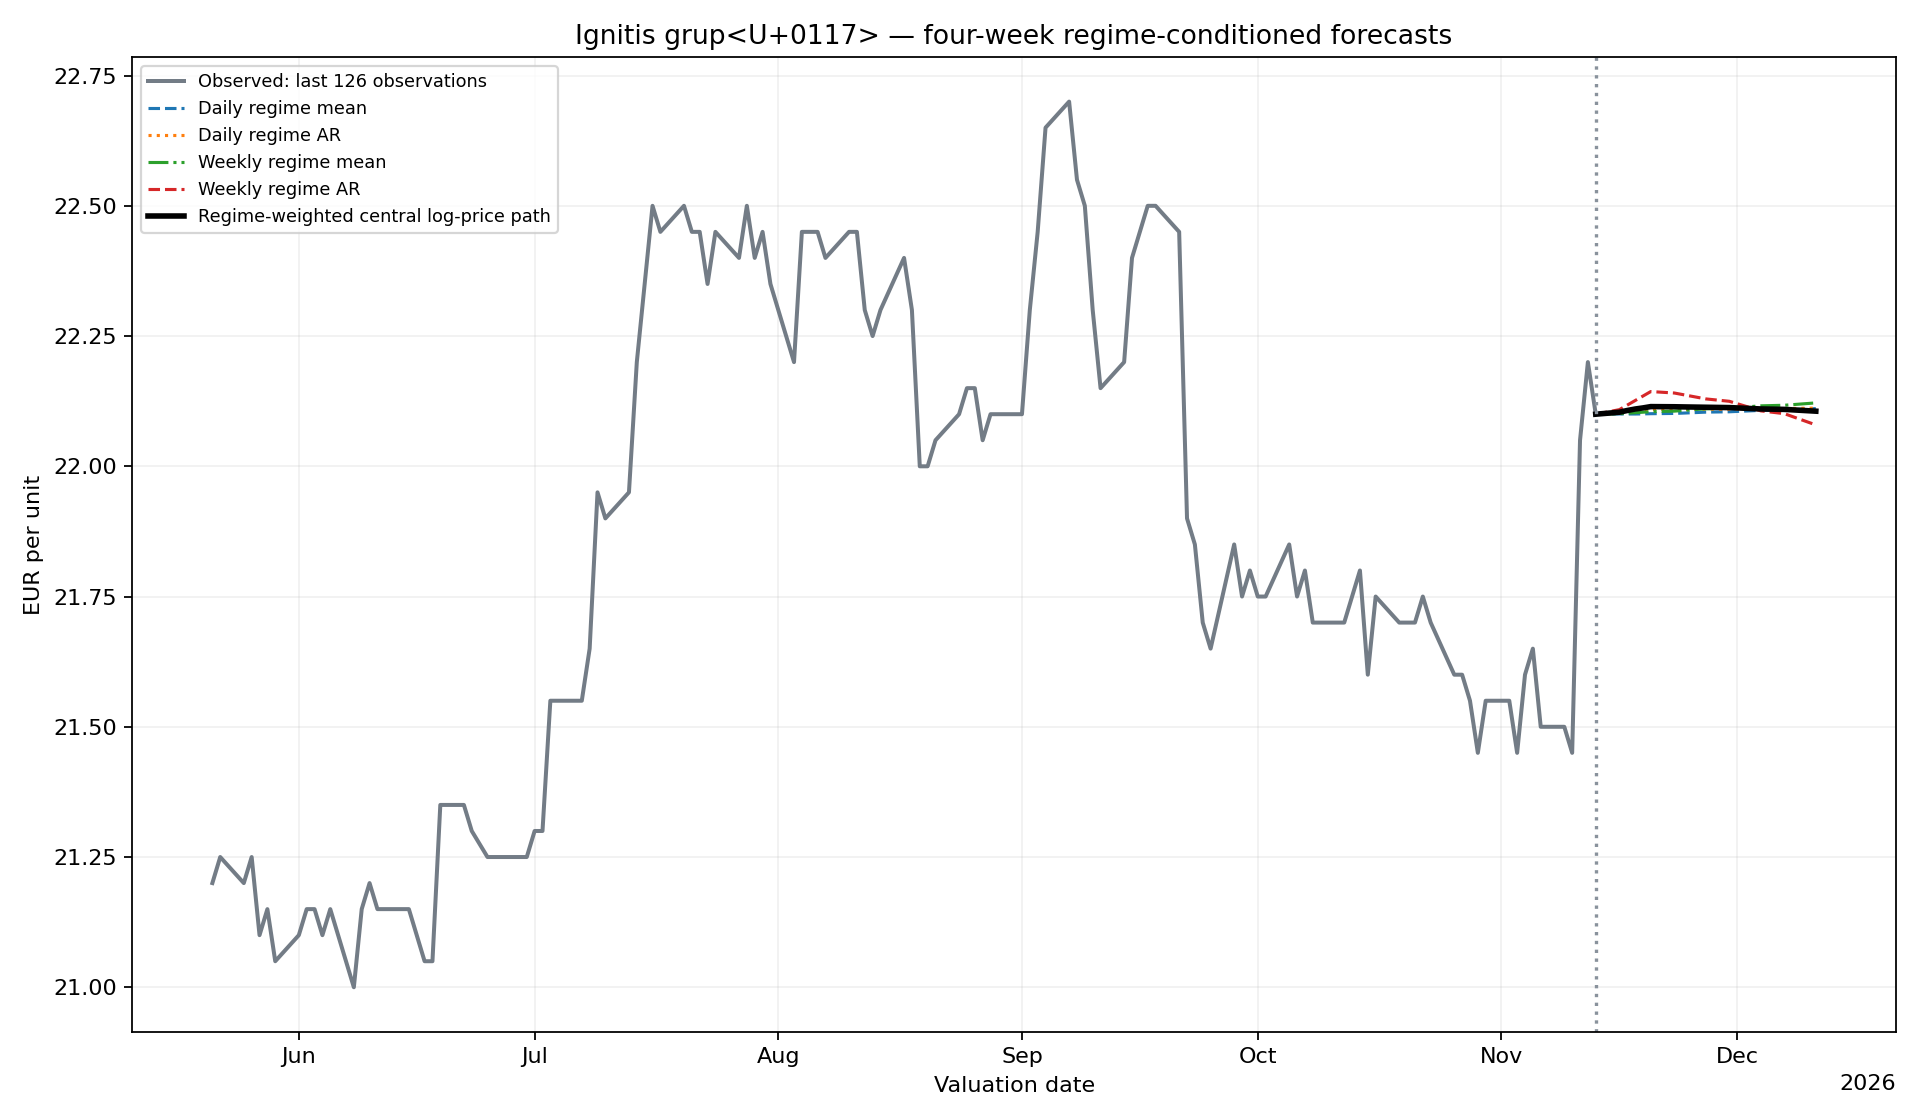 Ignitis grup<U+0117> — four-week regime-conditioned forecasts
Observed: last 126 observations
Daily regime mean
Daily regime AR
Weekly regime mean
Weekly regime AR
Regime-weighted central log-price path
22.75
22.50
22.25
22.00
21.75
21.50
21.25
21.00
EUR per unit
Jun Jul Aug Sep Oct Nov Dec
Valuation date
2026